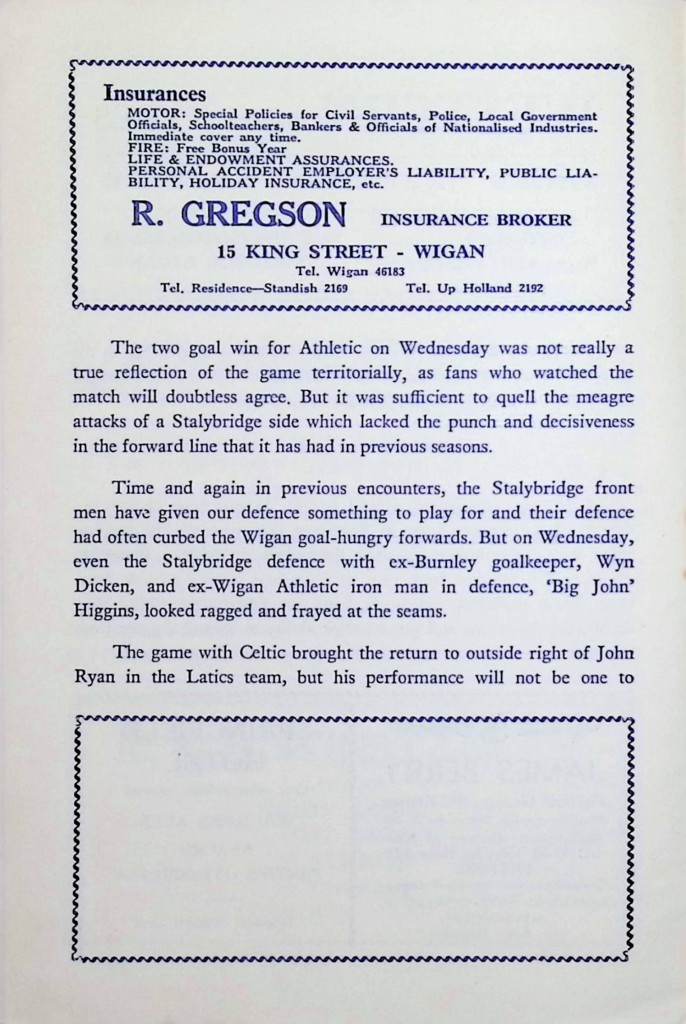 Insurances
MOTOR: Special Policies for Civil Servants, Police, Local Government
Officials, Schoolteachers, Bankers & Officials of Nationalised Industries.
Immediate cover any time.
FIRE: Free Bonus Year
LIFE & ENDOWMENT ASSURANCES.
PERSONAL ACCIDENT EMPLOYER'S LIABILITY, PUBLIC LIA-
BILITY, HOLIDAY INSURANCE, etc.
R. GREGSON INSURANCE BROKER
15 KING STREET - WIGAN
Tel. Wigan 46183
Tel. Residence—Standish 2169 Tel. Up Holland 2192
The two goal win for Athletic on Wednesday was not really a
true reflection of the game territorially, as fans who watched the
match will doubtless agree. But it was sufficient to quell the meagre
attacks of a Stalybridge side which lacked the punch and decisiveness
in the forward line that it has had in previous seasons.
Time and again in previous encounters, the Stalybridge front
men have given our defence something to play for and their defence
had often curbed the Wigan goal-hungry forwards. But on Wednesday,
even the Stalybridge defence with ex-Burnley goalkeeper, Wyn
Dicken, and ex-Wigan Athletic iron man in defence, 'Big John'
Higgins, looked ragged and frayed at the seams.
The game with Celtic brought the return to outside right of John
Ryan in the Latics team, but his performance will not be one to